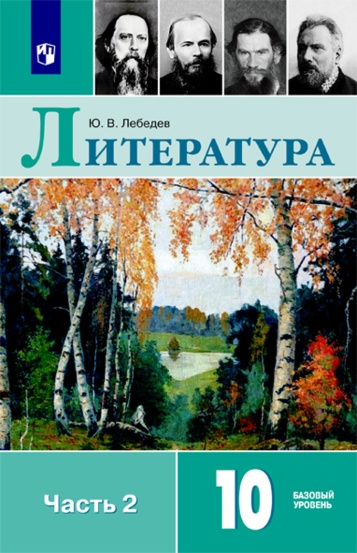 Ю. В. Лебедев
ЛИТЕРАТУРА
Часть 2
10
БАЗОВЫЙ
УРОВЕНЬ